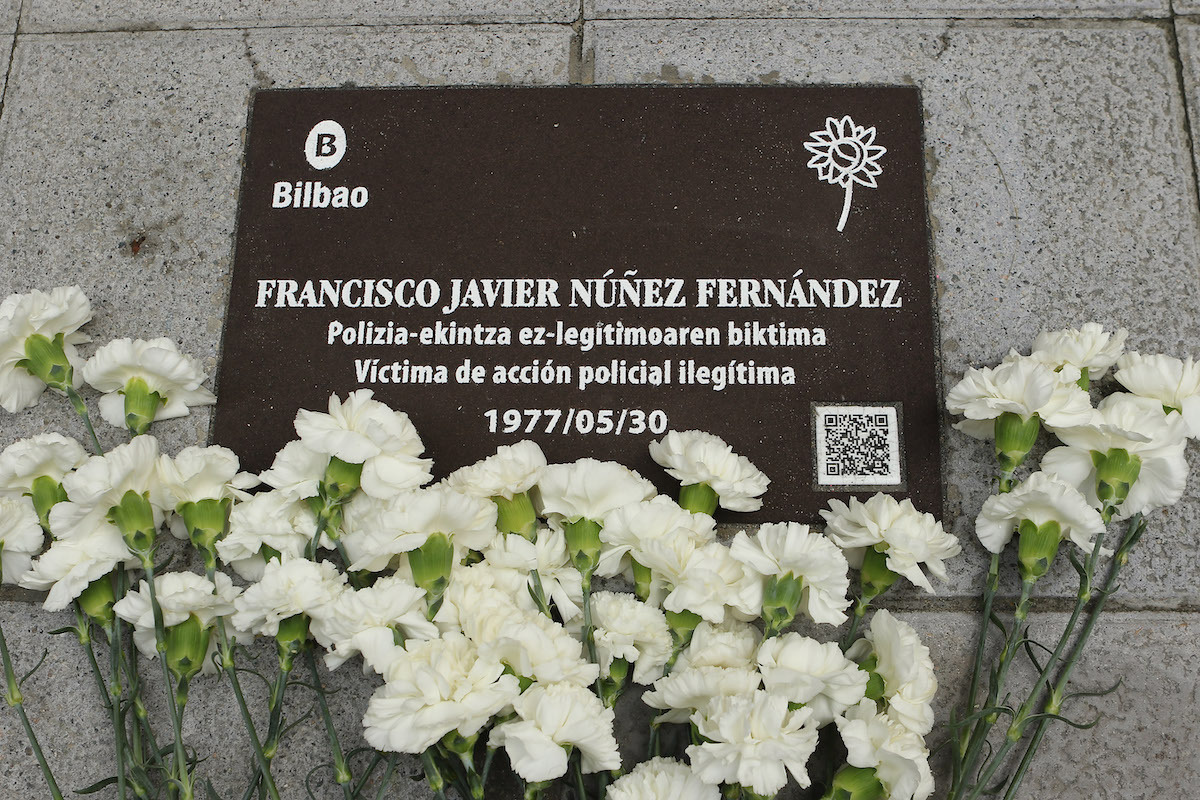 B
Bilbao
FRANCISCO JAVIER NÚÑEZ FERNÁNDEZ
Polizia-ekintza ez-legitimoaren biktima
Víctima de acción policial ilegítima
1977/05/30